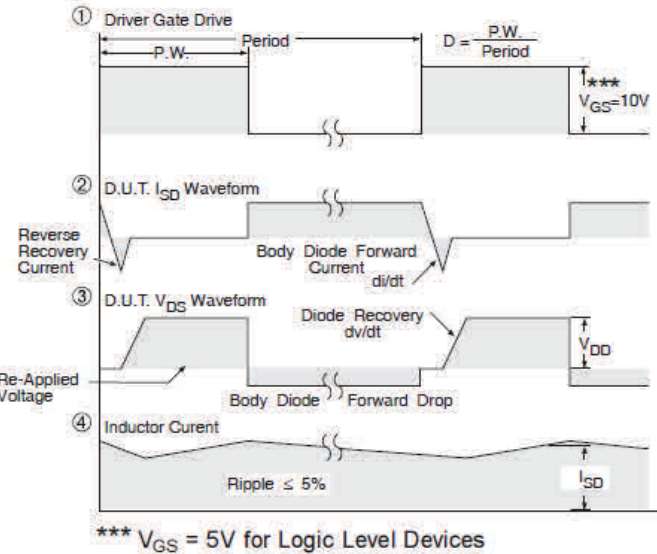 ① Driver Gate Drive
P.W.
Period
D = P.W.
Period
***
VGS=10V
② D.U.T. ISD Waveform
Reverse
Recovery
Current
Body Diode Forward
Current
di/dt
③ D.U.T. VDS Waveform
Diode Recovery
dv/dt
VDD
Re-Applied
Voltage
Body Diode Forward Drop
④ Inductor Curent
Ripple ≤ 5%
ISD
*** VGS = 5V for Logic Level Devices